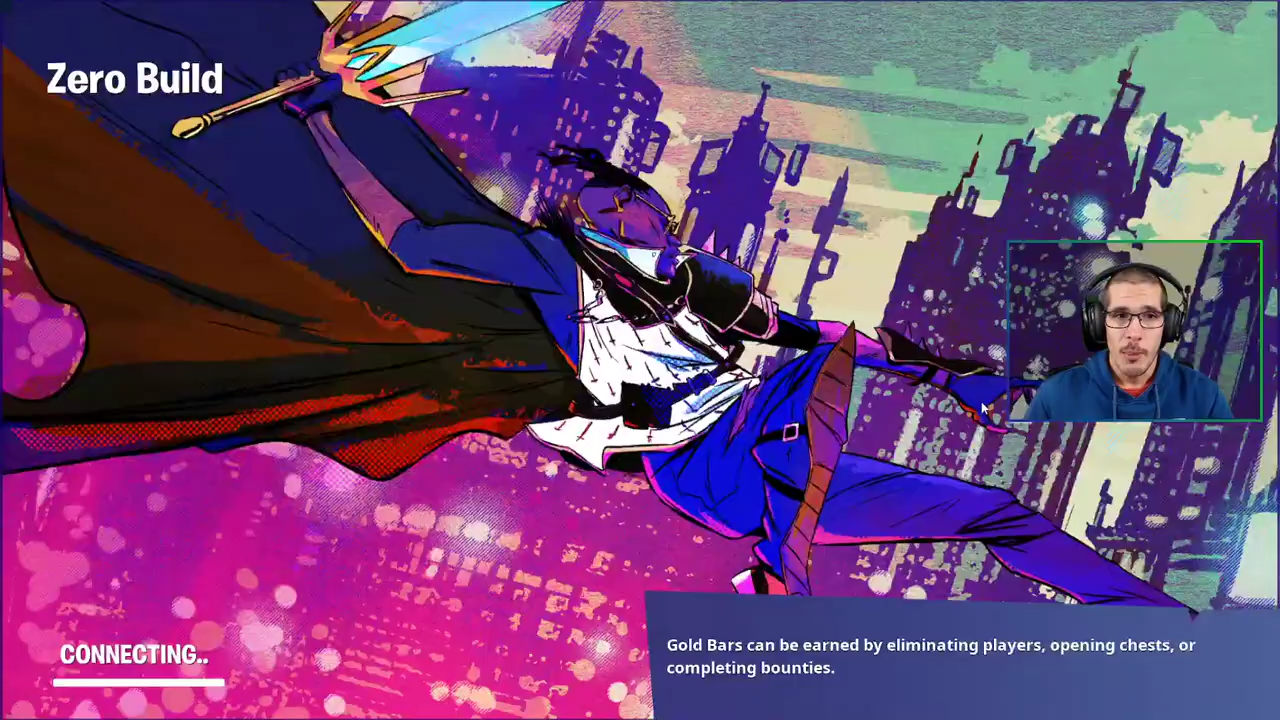 Zero Build
CONNECTING..
Gold Bars can be earned by eliminating players, opening chests, or
completing bounties.